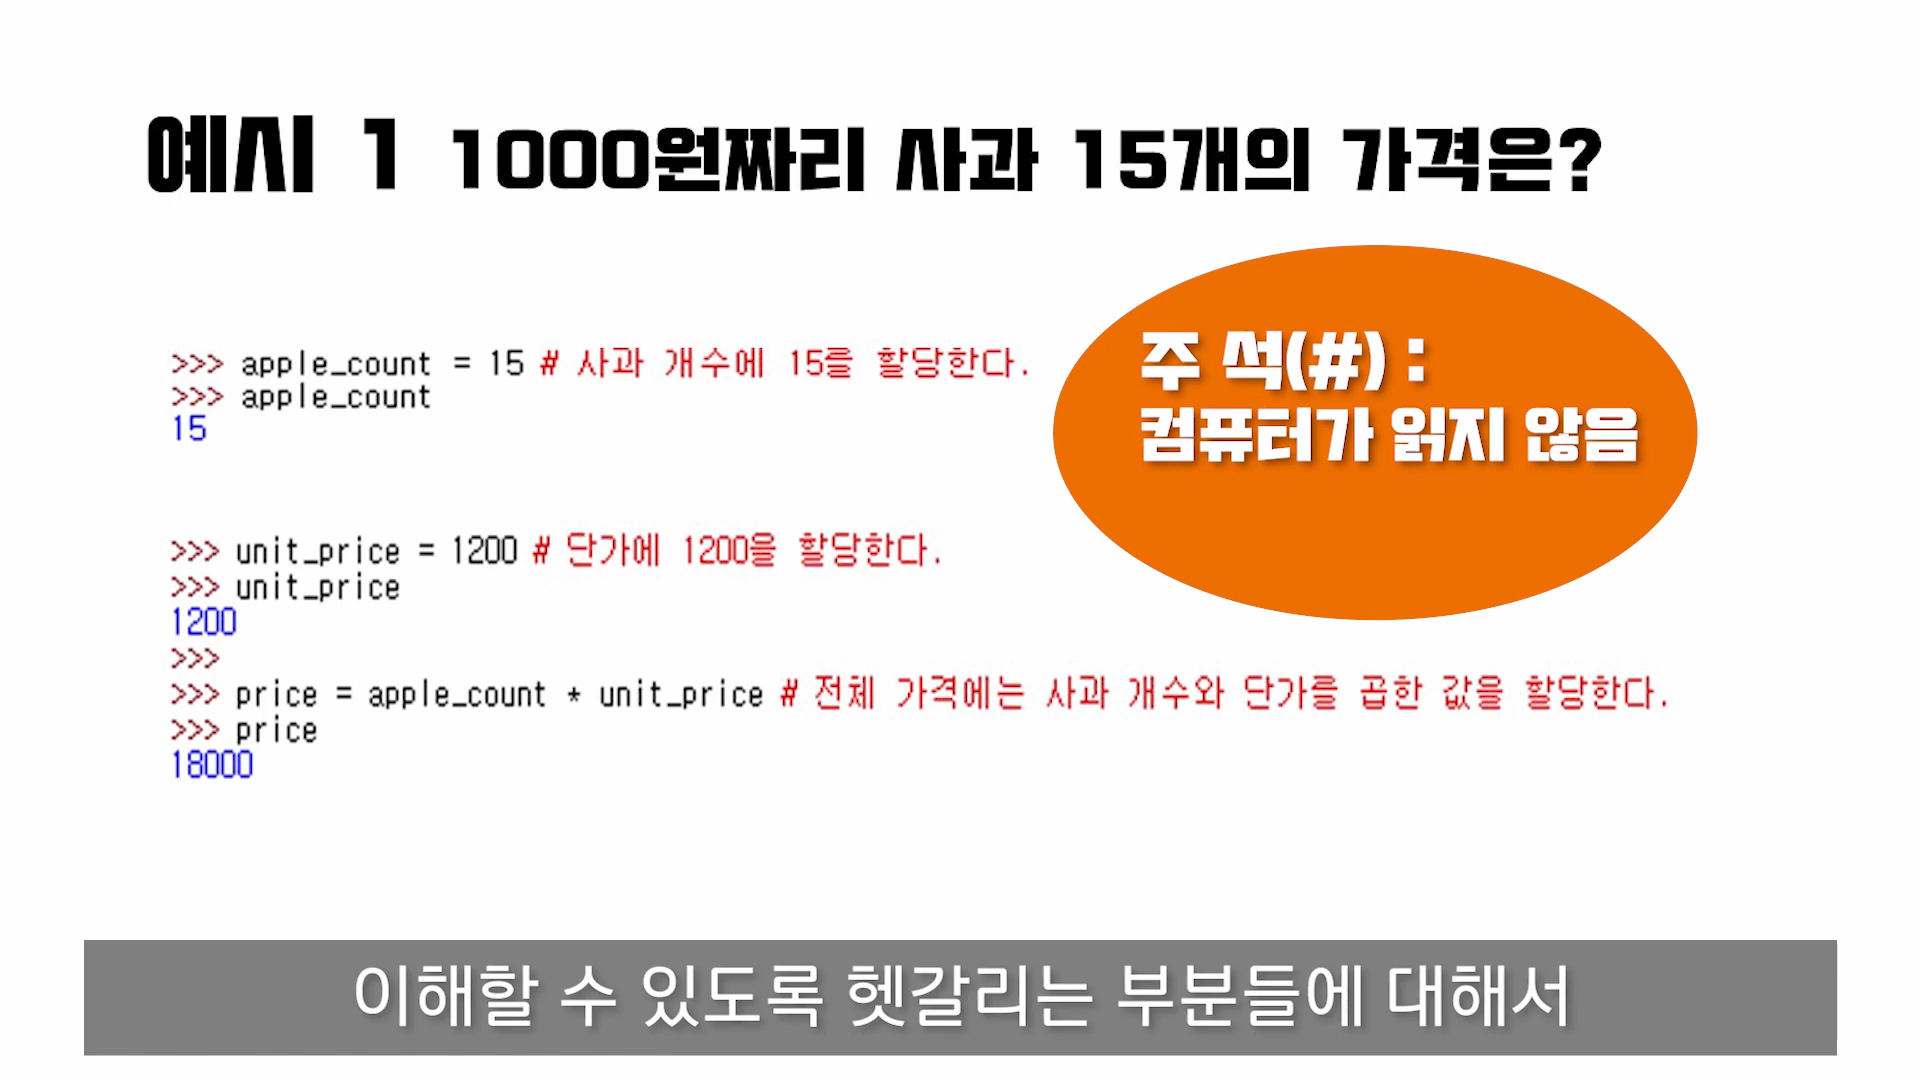 예시 1 1000원짜리 사과 15개의 가격은?
>>> apple_count = 15 # 사과 개수에 15를 할당한다.
>>> apple_count
15
주 석(#) :
컴퓨터가 읽지 않음
>>> unit_price = 1200 # 단가에 1200을 할당한다.
>>> unit_price
1200
>>>
>>> price = apple_count * unit_price # 전체 가격에는 사과 개수와 단가를 곱한 값을 할당한다.
>>> price
18000
이해할 수 있도록 헷갈리는 부분들에 대해서